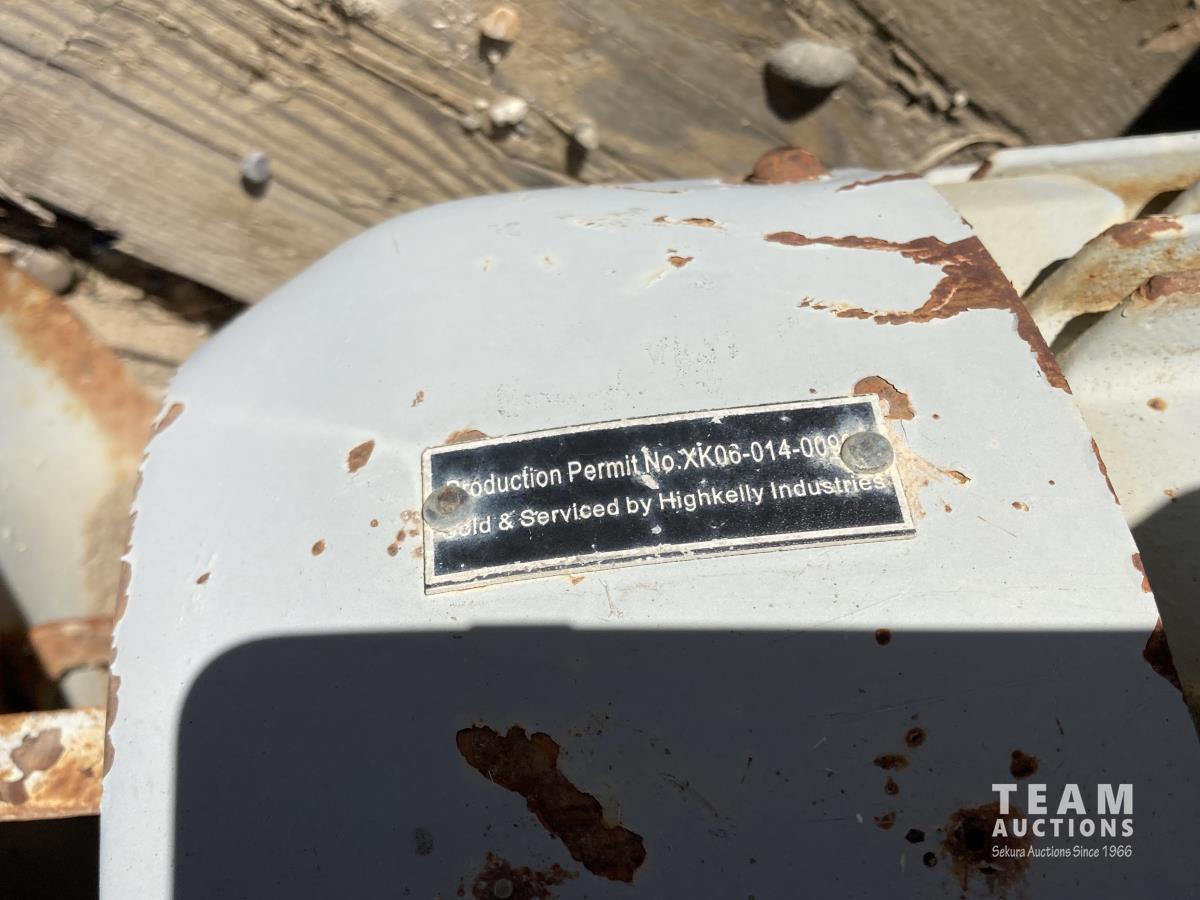 Production Permit No.XK06-014-009
Sold & Serviced by Highkelly Industries
TEAM
AUCTIONS
Sekura Auctions Since 1966